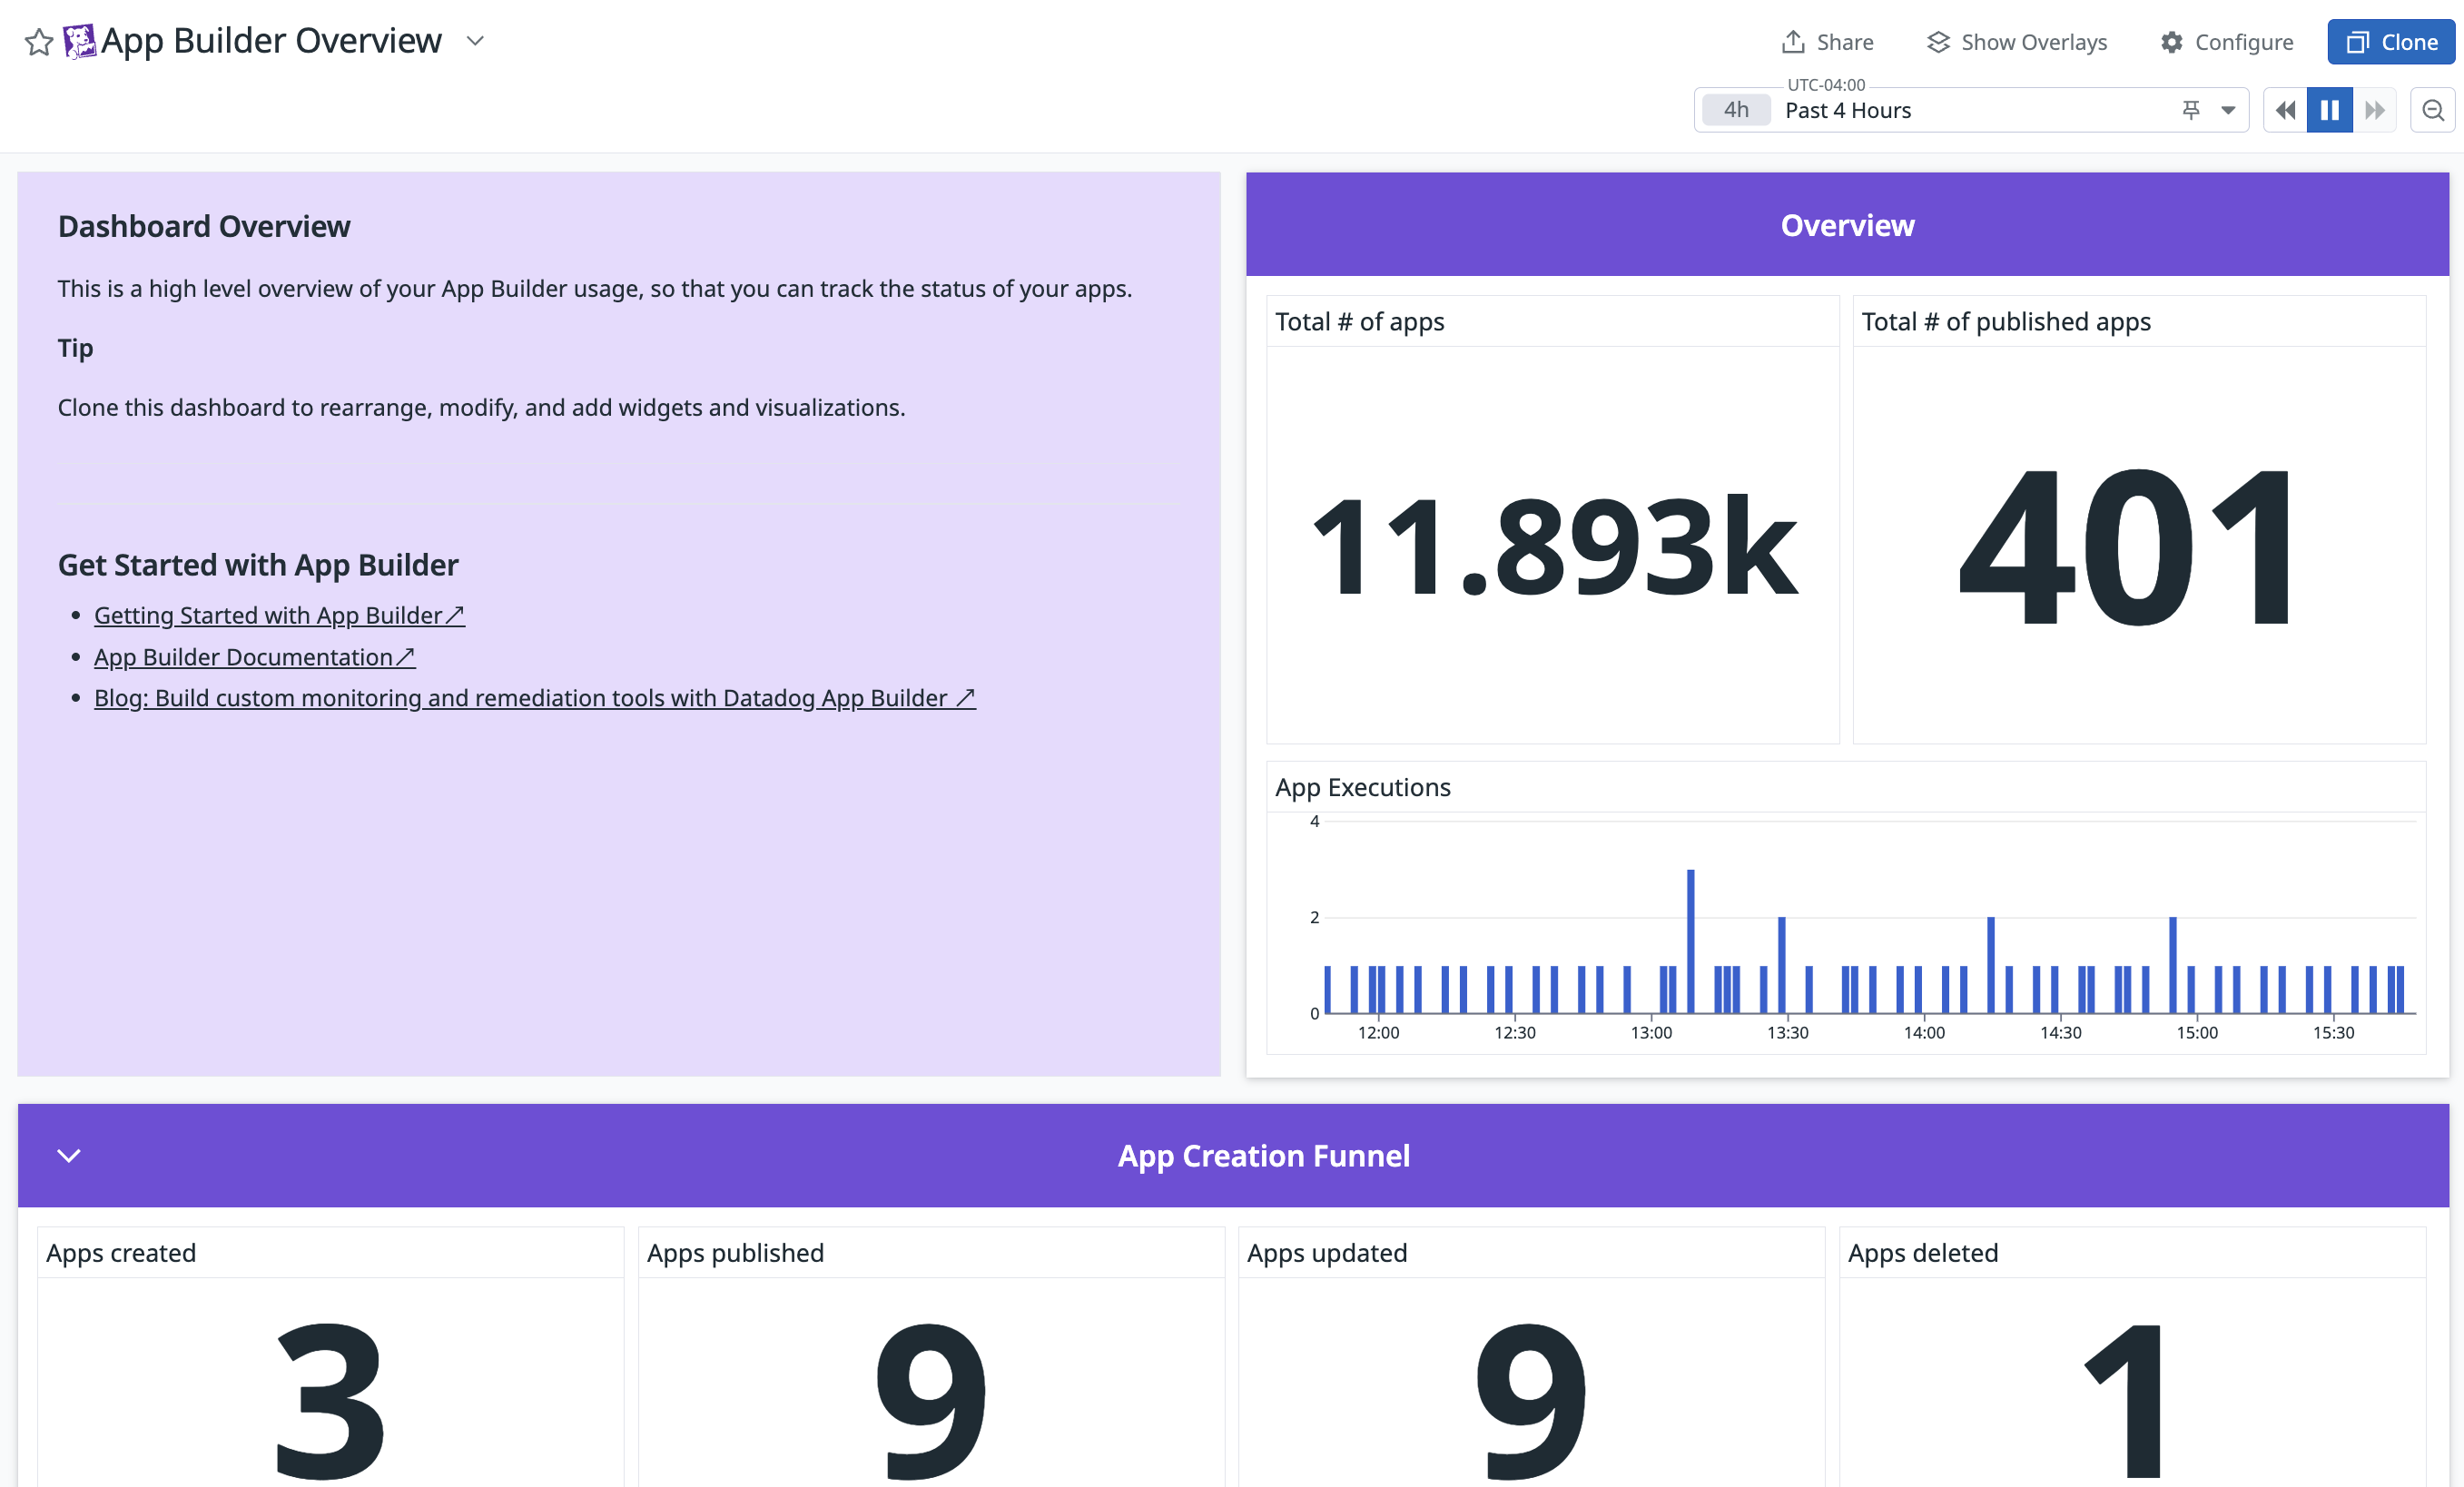 App Builder Overview
Share
Show Overlays
Configure
Clone
UTC-04:00
4h
Past 4 Hours
Dashboard Overview
This is a high level overview of your App Builder usage, so that you can track the status of your apps.
Tip
Clone this dashboard to rearrange, modify, and add widgets and visualizations.
Get Started with App Builder
Getting Started with App Builder↗
App Builder Documentation↗
Blog: Build custom monitoring and remediation tools with Datadog App Builder ↗
Overview
Total # of apps
11.893k
Total # of published apps
401
App Executions
4
2
0
12:00 12:30 13:00 13:30 14:00 14:30 15:00 15:30
App Creation Funnel
Apps created
3
Apps published
9
Apps updated
9
Apps deleted
1